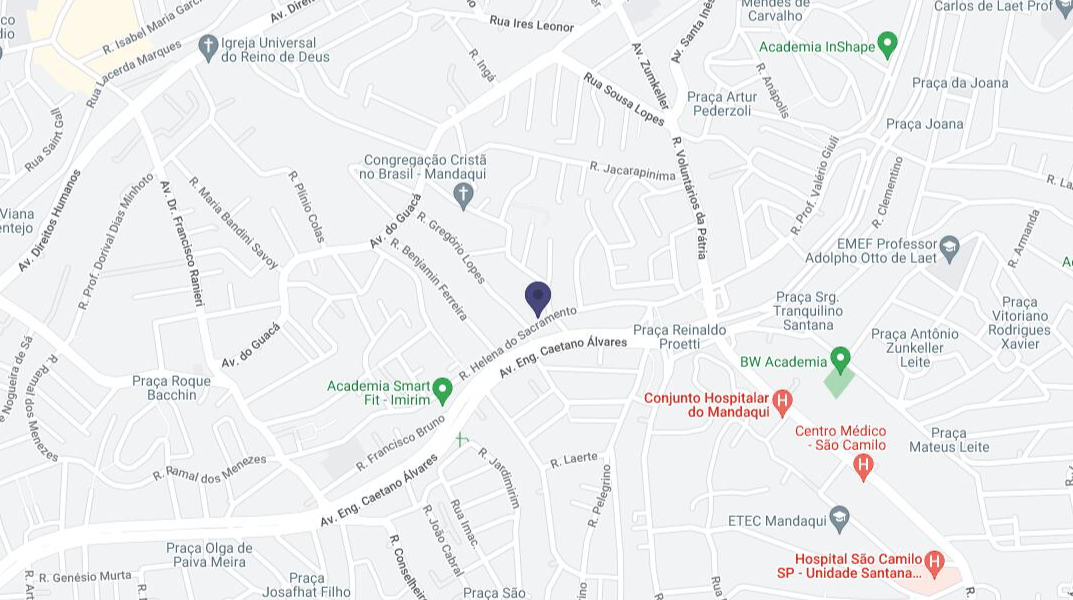 Mendes de
Carvalho
Carlos de Laet Prof
R. Isabel Maria Garc
Av. Direi
Rua Ires Leonor
Av. Santa Inês
Rua Lacerda Marques
Igreja Universal
do Reino de Deus
R. Ingá
Av. Zumkeller
Academia InShape
Rua Saint Gall
Rua Sousa Lopes
R. Anápolis
Praça da Joana
Praça Artur
Pederzoli
Praça Joana
Congregação Cristã
no Brasil - Mandaqui
R. Jacarapinima
R. Voluntários da Pátria
R. Prof. Valério Giuli
R. Clementino
Viana
entejo
Av. Direitos Humanos
R. Prof. Dorival Dias Minhoto
Av. Dr. Francisco Ranieri
R. Maria Bandini Savoy
R. Plínio Colás
Av. do Guacá
R. Gregório Lopes
R. Benjamin Ferreira
EMEF Professor
Adolpho Otto de Laet
R. Armanda
R. Helena do Sacramento
Av. Eng. Caetano Álvares
Praça Reinaldo
Proetti
Praça Srg.
Tranquilino
Santana
Praça Antônio
Zunkeller
Leite
Praça
Vitoriano
Rodrigues
Xavier
Av. do Guacá
e Nogueira de Sá
R. Ramal dos Menezes
Praça Roque
Bacchin
Academia Smart
Fit - Imirim
BW Academia
Conjunto Hospitalar
do Mandaqui
Centro Médico
- São Camilo
Praça
Mateus Leite
R. Francisco Bruno
R. Ramal dos Menezes
Av. Eng. Caetano Álvares
R. Jardimirim
R. Laerte
R. Pelegrino
Rua Imac.
R. João Cabral
R. Conselheir
ETEC Mandaqui
Praça Olga de
Paiva Meira
R. Genésio Murta
Praça
Josafhat Filho
Praça São
Hospital São Camilo
SP - Unidade Santana...